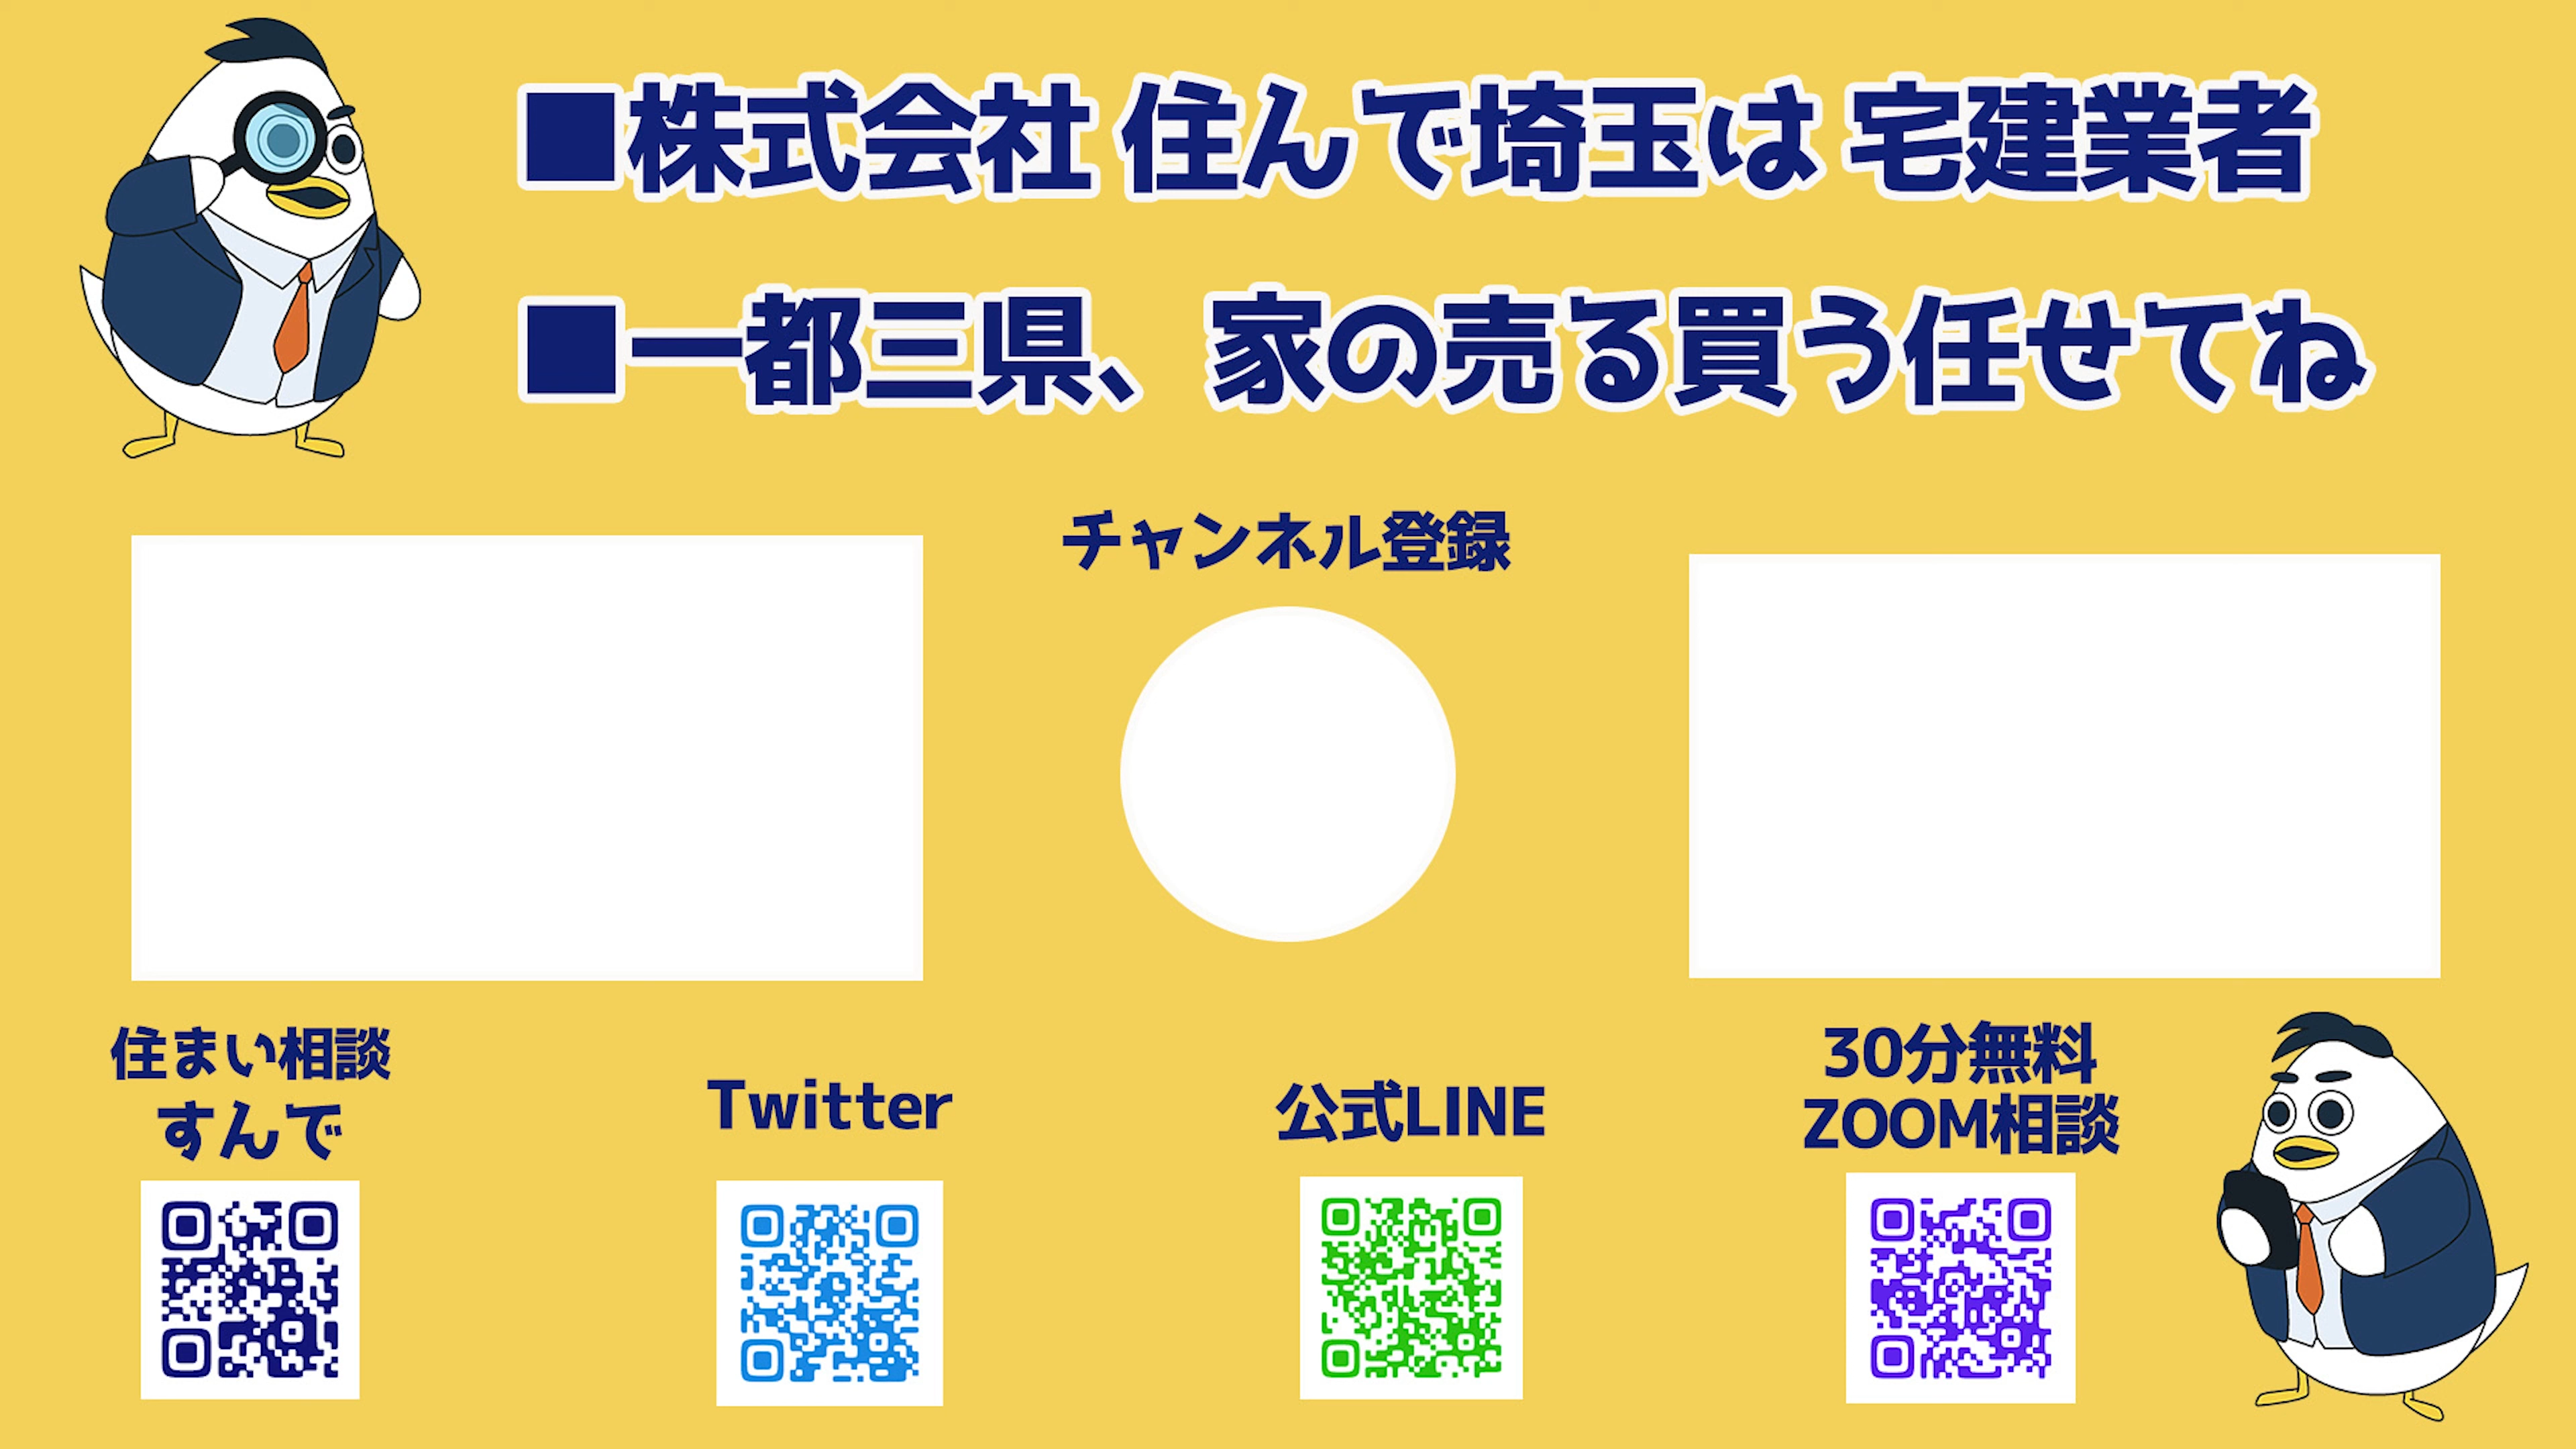 ■株式会社 住んで埼玉は 宅建業者
■一都三県、家の売る買う任せてね
チャンネル登録
住まい相談
すんで
Twitter
公式LINE
30分無料
ZOOM相談